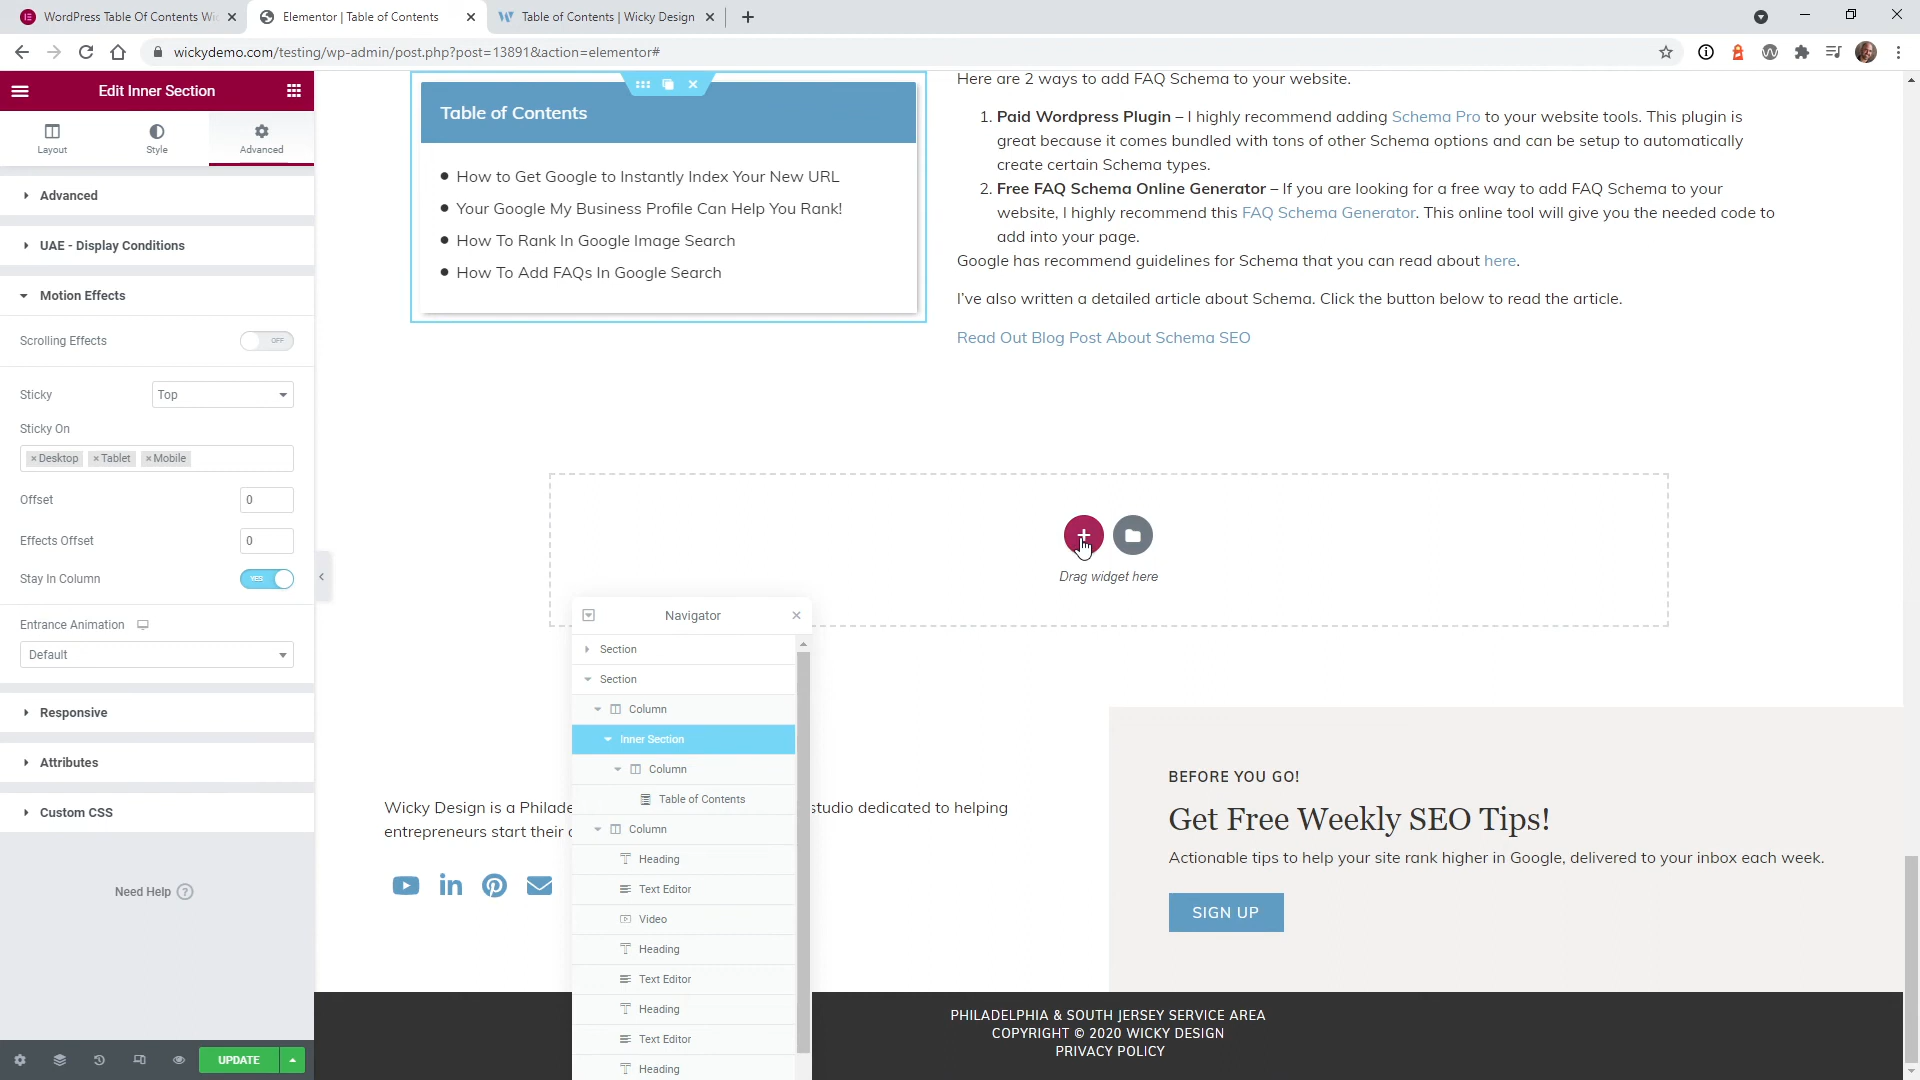 WordPress Table Of Contents Wi
Elementor | Table of Contents
Table of Contents | Wicky Design
wickydemo.com/testing/wp-admin/post.php?post=13891&action=elementor#
Edit Inner Section
Layout
Style
Advanced
Advanced
UAE - Display Conditions
Motion Effects
Scrolling Effects
OFF
Sticky
Top
Sticky On
×Desktop ×Tablet ×Mobile
Offset
0
Effects Offset
0
Stay In Column
YES
Entrance Animation
Default
Responsive
Attributes
Custom CSS
Need Help ?
UPDATE
Table of Contents
How to Get Google to Instantly Index Your New URL
Your Google My Business Profile Can Help You Rank!
How To Rank In Google Image Search
How To Add FAQs In Google Search
Here are 2 ways to add FAQ Schema to your website.
1. Paid Wordpress Plugin – I highly recommend adding Schema Pro to your website tools. This plugin is
great because it comes bundled with tons of other Schema options and can be setup to automatically
create certain Schema types.
2. Free FAQ Schema Online Generator – If you are looking for a free way to add FAQ Schema to your
website, I highly recommend this FAQ Schema Generator. This online tool will give you the needed code to
add into your page.
Google has recommend guidelines for Schema that you can read about here.
I've also written a detailed article about Schema. Click the button below to read the article.
Read Out Blog Post About Schema SEO
Drag widget here
Navigator
Section
Section
Column
Inner Section
Column
Table of Contents
Column
Heading
Text Editor
Video
Heading
Text Editor
Heading
Text Editor
Heading
Wicky Design is a Philade studio dedicated to helping
entrepreneurs start their
BEFORE YOU GO!
Get Free Weekly SEO Tips!
Actionable tips to help your site rank higher in Google, delivered to your inbox each week.
SIGN UP
PHILADELPHIA & SOUTH JERSEY SERVICE AREA
COPYRIGHT © 2020 WICKY DESIGN
PRIVACY POLICY